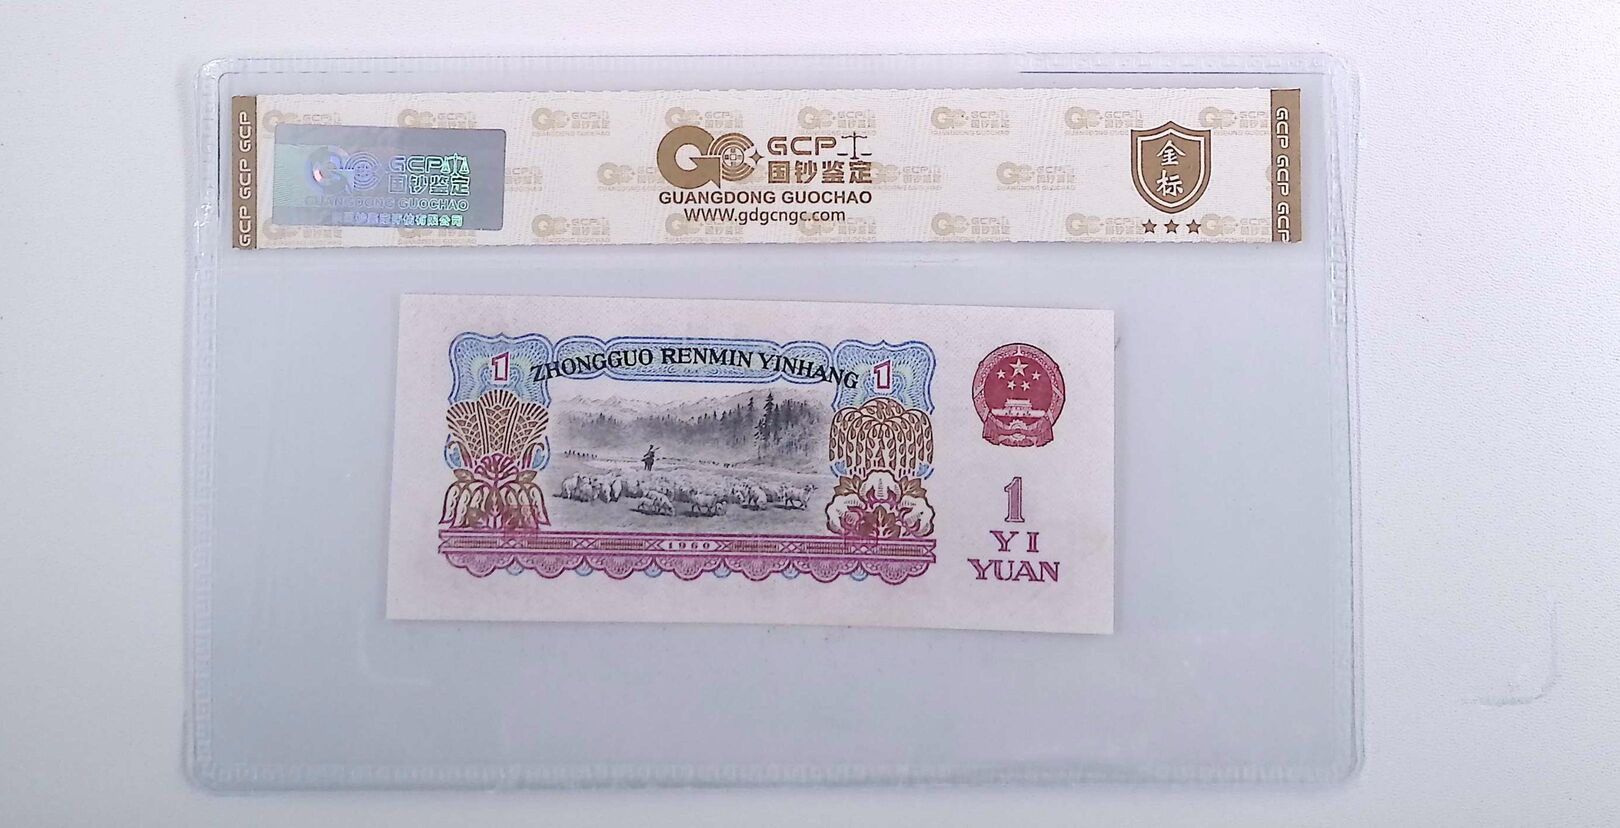 GCP GCP GCP
GCP
国钞鉴定
GUANGDONG GUOCHAO
GCP
国钞鉴定
GUANGDONG GUOCHAO
WWW.gdgcngc.com
金标
GCP GCP GCP
1 ZHONGGUO RENMIN YINHANG 1
1960
1
YI
YUAN